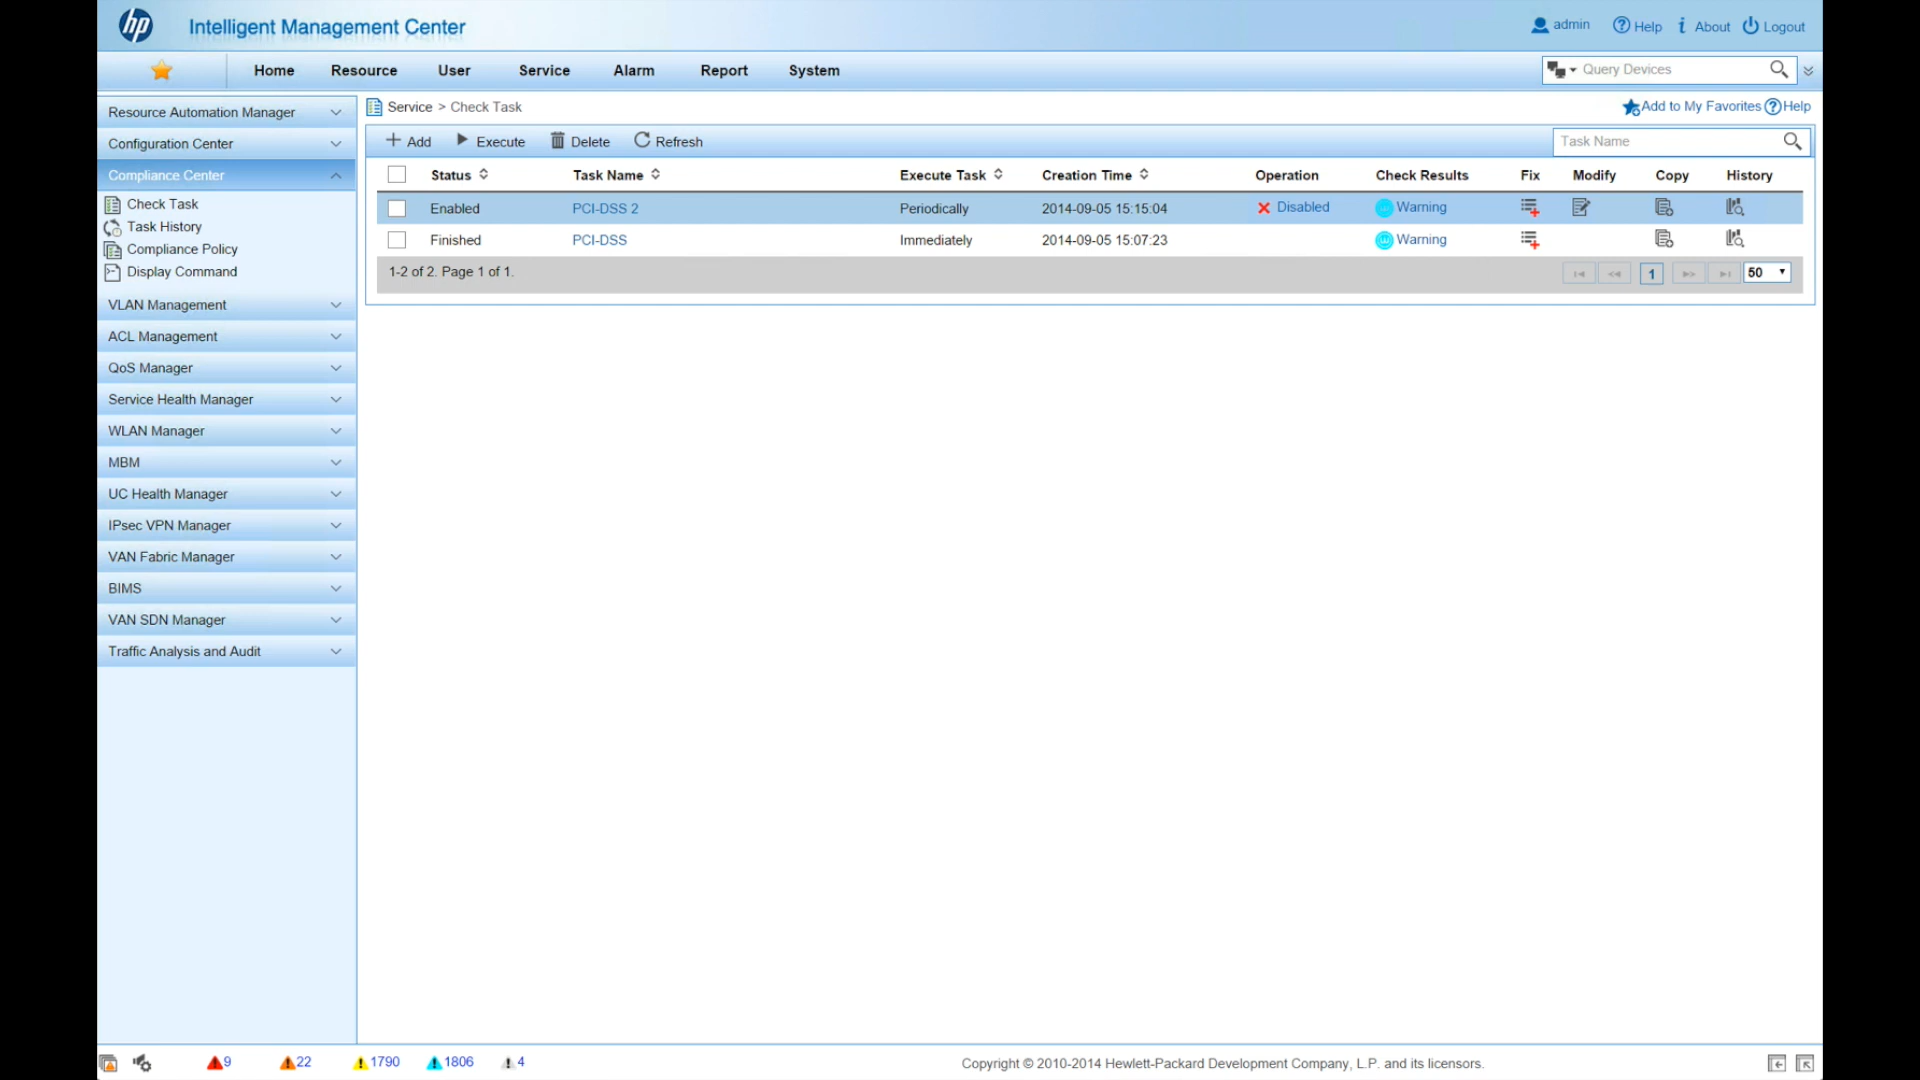 hp Intelligent Management Center admin Help About Logout
Home Resource User Service Alarm Report System Query Devices
Resource Automation Manager
Configuration Center
Compliance Center
Check Task
Task History
Compliance Policy
Display Command
VLAN Management
ACL Management
QoS Manager
Service Health Manager
WLAN Manager
MBM
UC Health Manager
IPsec VPN Manager
VAN Fabric Manager
BIMS
VAN SDN Manager
Traffic Analysis and Audit
Service > Check Task Add to My Favorites Help
Add Execute Delete Refresh Task Name
Status Task Name Execute Task Creation Time Operation Check Results Fix Modify Copy History
Enabled PCI-DSS 2 Periodically 2014-09-05 15:15:04 Disabled Warning
Finished PCI-DSS Immediately 2014-09-05 15:07:23 Warning
1-2 of 2. Page 1 of 1. 1 50
9 22 1790 1806 4 Copyright © 2010-2014 Hewlett-Packard Development Company, L.P. and its licensors.